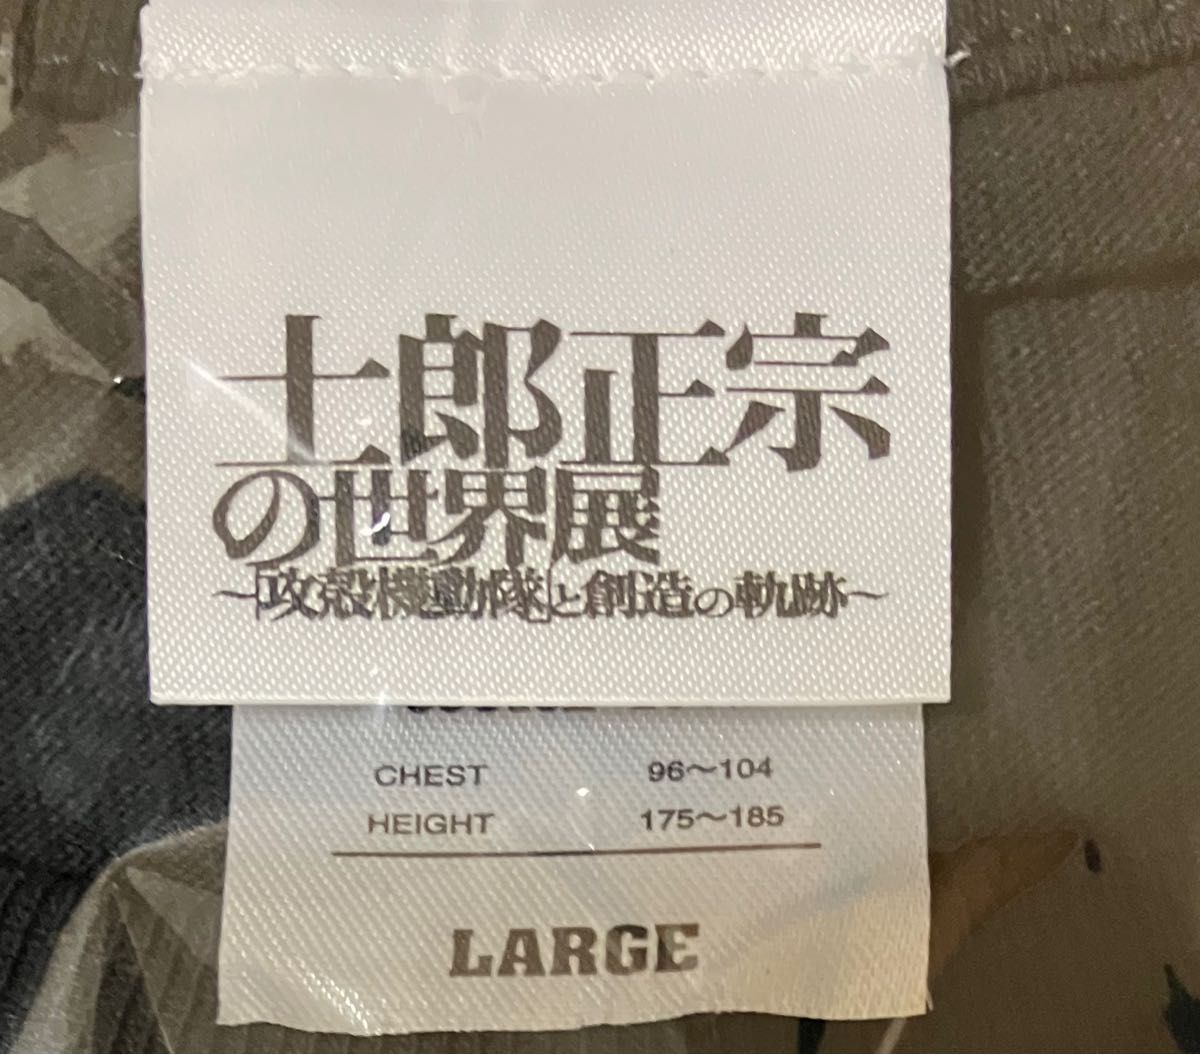 士郎正宗
の世界展
～「攻殻機動隊」と創造の軌跡～
CHEST 96～104
HEIGHT 175～185
LARGE